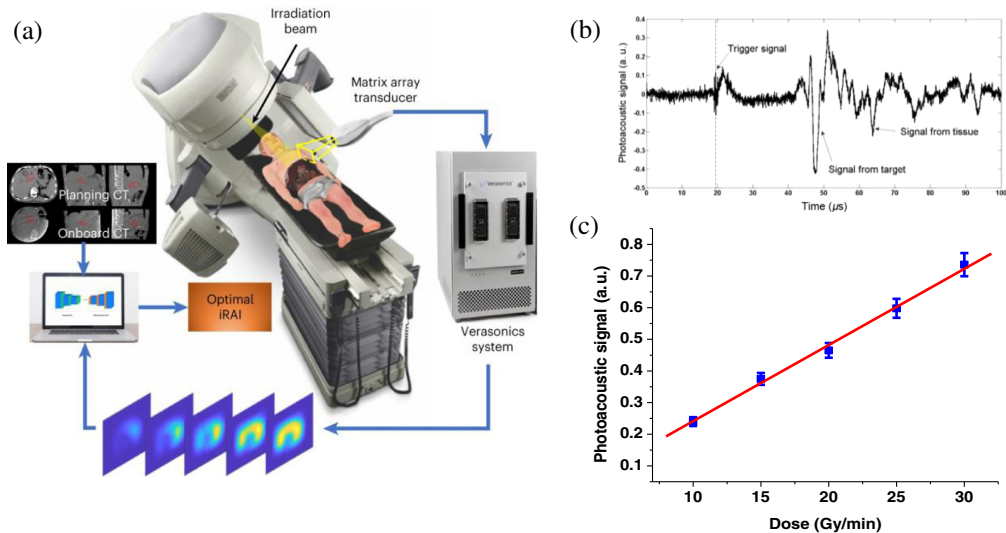 (a)
Irradiation
beam
Matrix array
transducer
Planning CT
Onboard CT
Optimal
iRAI
Verasonics
Verasonics
system
(b)
Photoacoustic signal (a. u.)
0.4
0.3
0.2
0.1
0
-0.1
-0.2
-0.3
-0.4
-0.5
Trigger signal
Signal from tissue
Signal from target
0 10 20 30 40 50 60 70 80 90 100
Time (µs)
(c)
Photoacoustic signal (a.u.)
0.8
0.7
0.6
0.5
0.4
0.3
0.2
0.1
10 15 20 25 30
Dose (Gy/min)